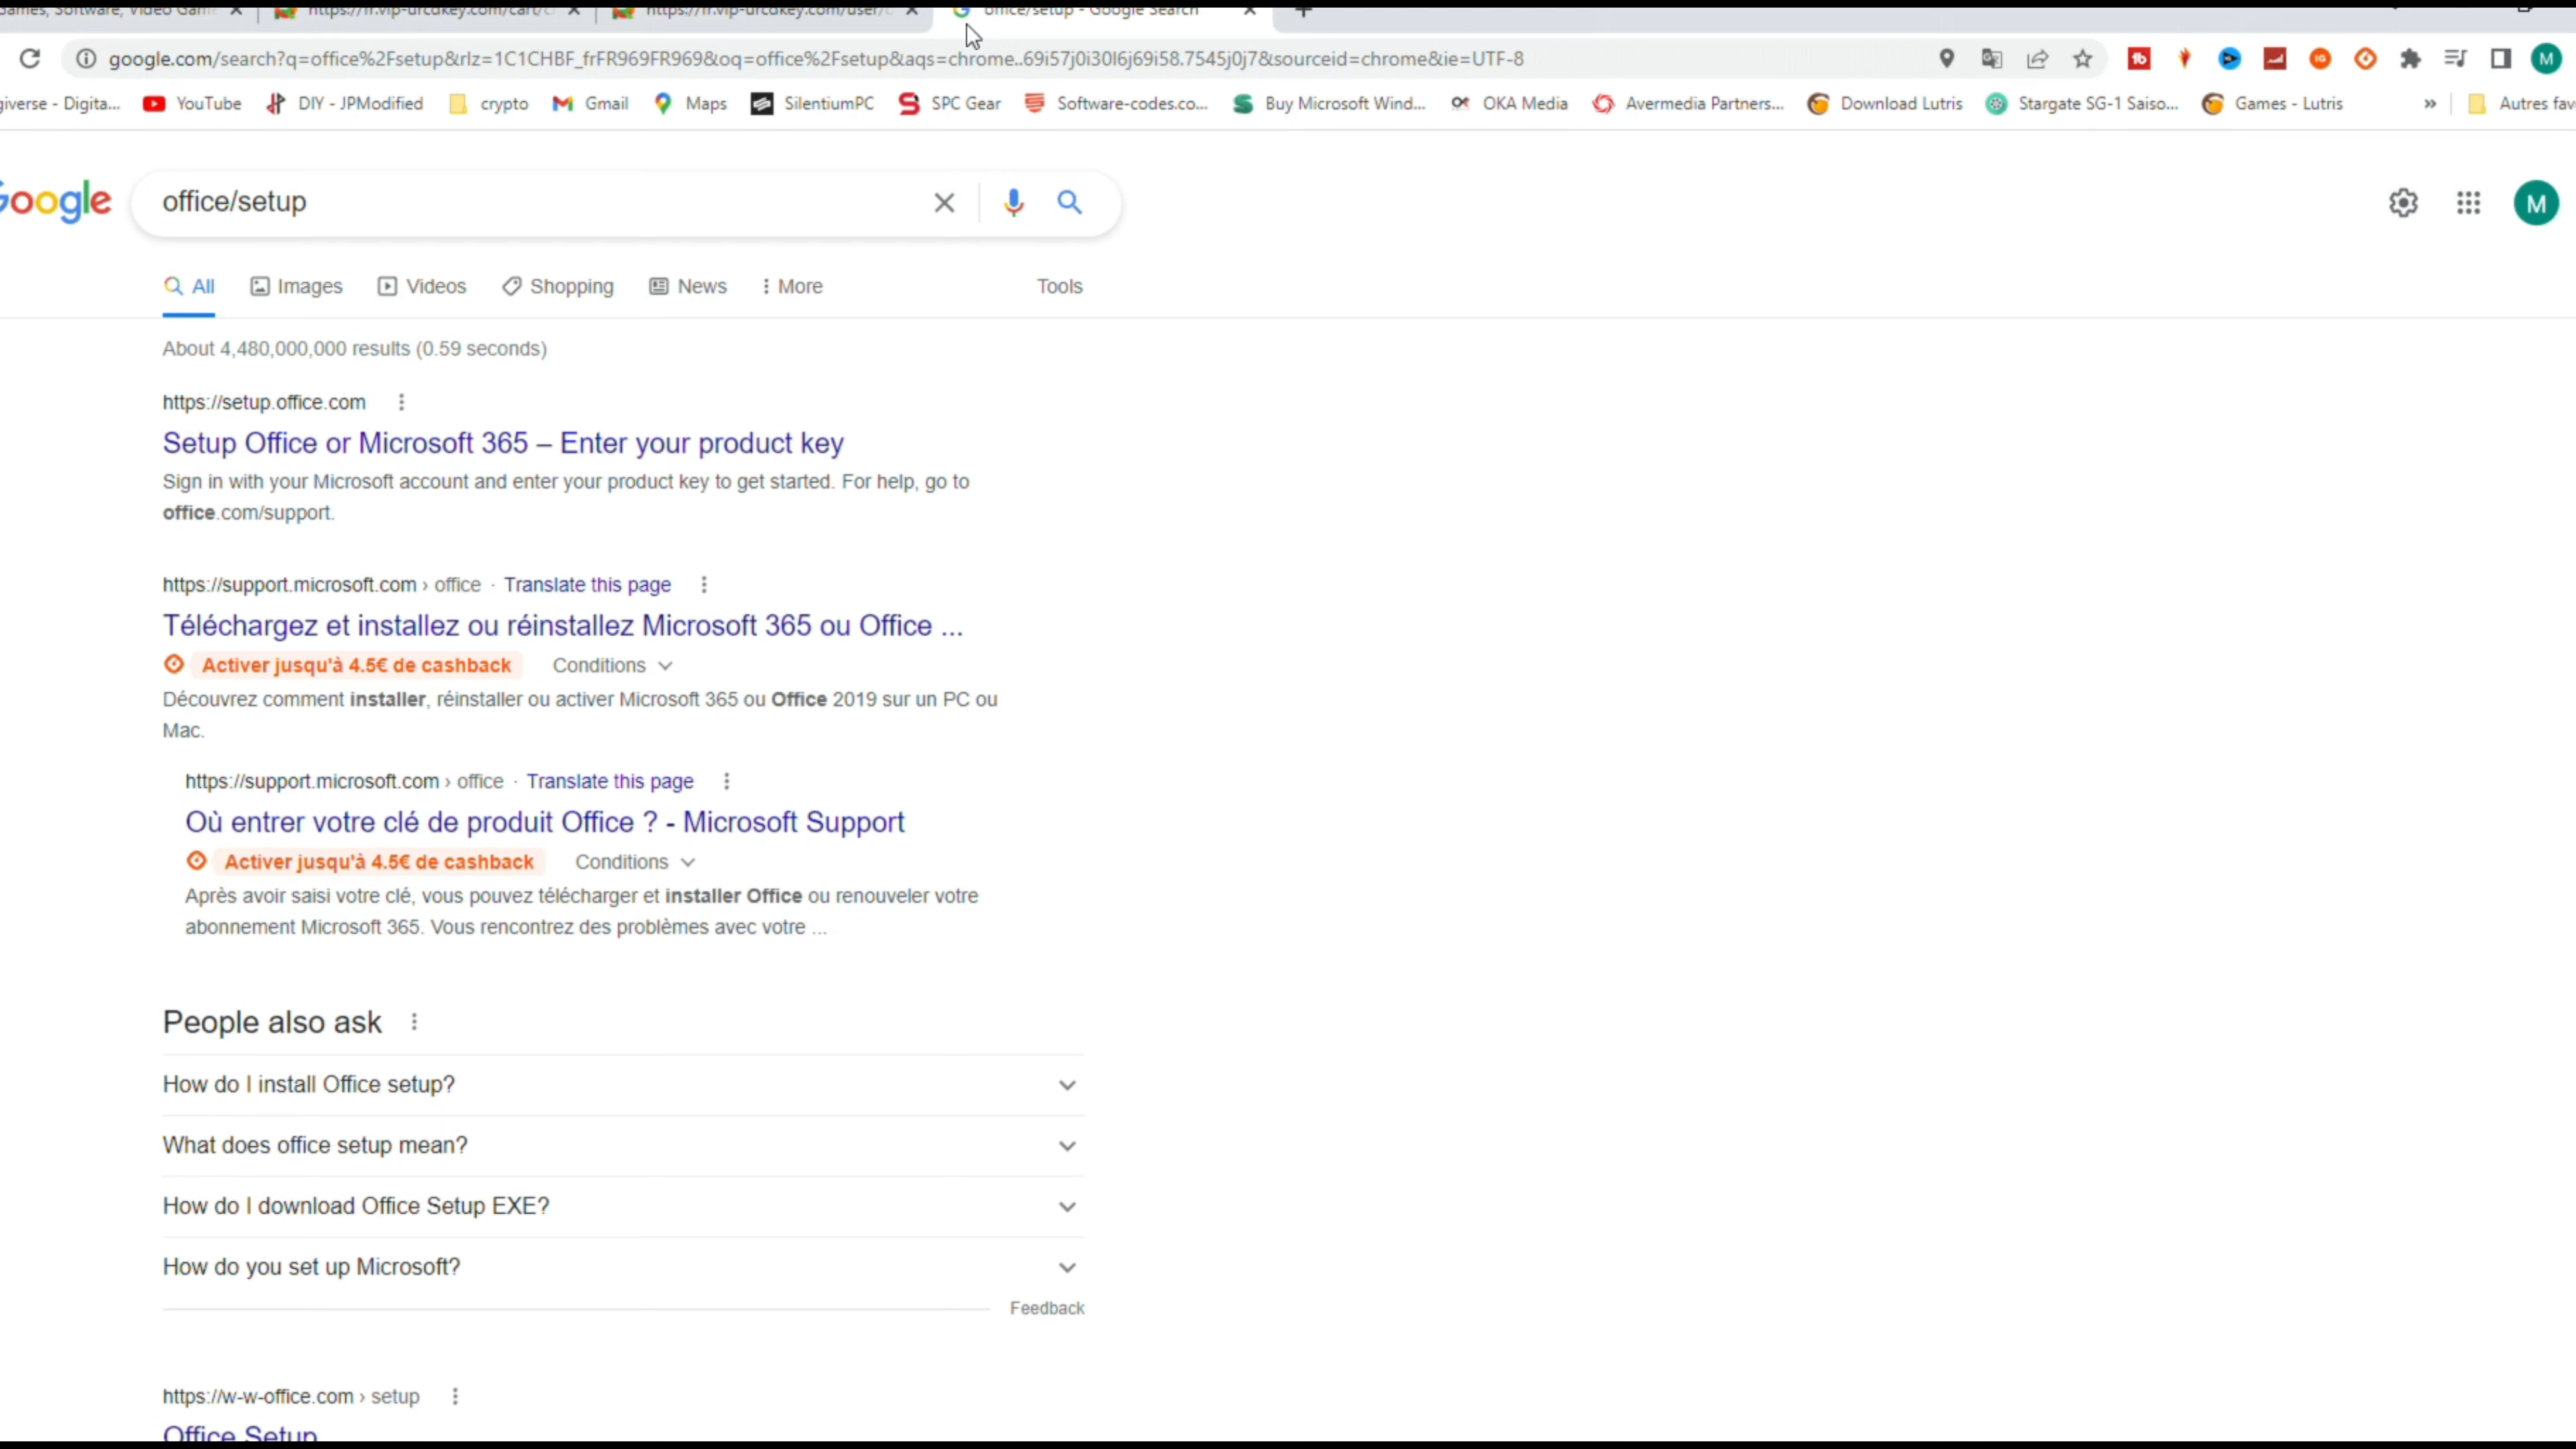 https://fr.vip-urcdkey.com/cart/c
https://fr.vip-urcdkey.com/user/c
office/setup - Google Search
google.com/search?q=office%2Fsetup&rlz=1C1CHBF_frFR969FR969&oq=office%2Fsetup&aqs=chrome..69i57j0i30l6j69i58.7545j0j7&sourceid=chrome&ie=UTF-8
M
giverse - Digita...
YouTube
DIY - JPModified
crypto
Gmail
Maps
SilentiumPC
SPC Gear
Software-codes.co...
Buy Microsoft Wind...
OKA Media
Avermedia Partners...
Download Lutris
Stargate SG-1 Saiso...
Games - Lutris
»
Autres fav
Google
office/setup
M
All
Images
Videos
Shopping
News
More
Tools
About 4,480,000,000 results (0.59 seconds)
https://setup.office.com
Setup Office or Microsoft 365 – Enter your product key
Sign in with your Microsoft account and enter your product key to get started. For help, go to
office.com/support.
https://support.microsoft.com › office · Translate this page
Téléchargez et installez ou réinstallez Microsoft 365 ou Office ...
Activer jusqu'à 4.5€ de cashback Conditions
Découvrez comment installer, réinstaller ou activer Microsoft 365 ou Office 2019 sur un PC ou
Mac.
https://support.microsoft.com › office · Translate this page
Où entrer votre clé de produit Office ? - Microsoft Support
Activer jusqu'à 4.5€ de cashback Conditions
Après avoir saisi votre clé, vous pouvez télécharger et installer Office ou renouveler votre
abonnement Microsoft 365. Vous rencontrez des problèmes avec votre ...
People also ask
How do I install Office setup?
What does office setup mean?
How do I download Office Setup EXE?
How do you set up Microsoft?
Feedback
https://w-w-office.com › setup
Office Setup